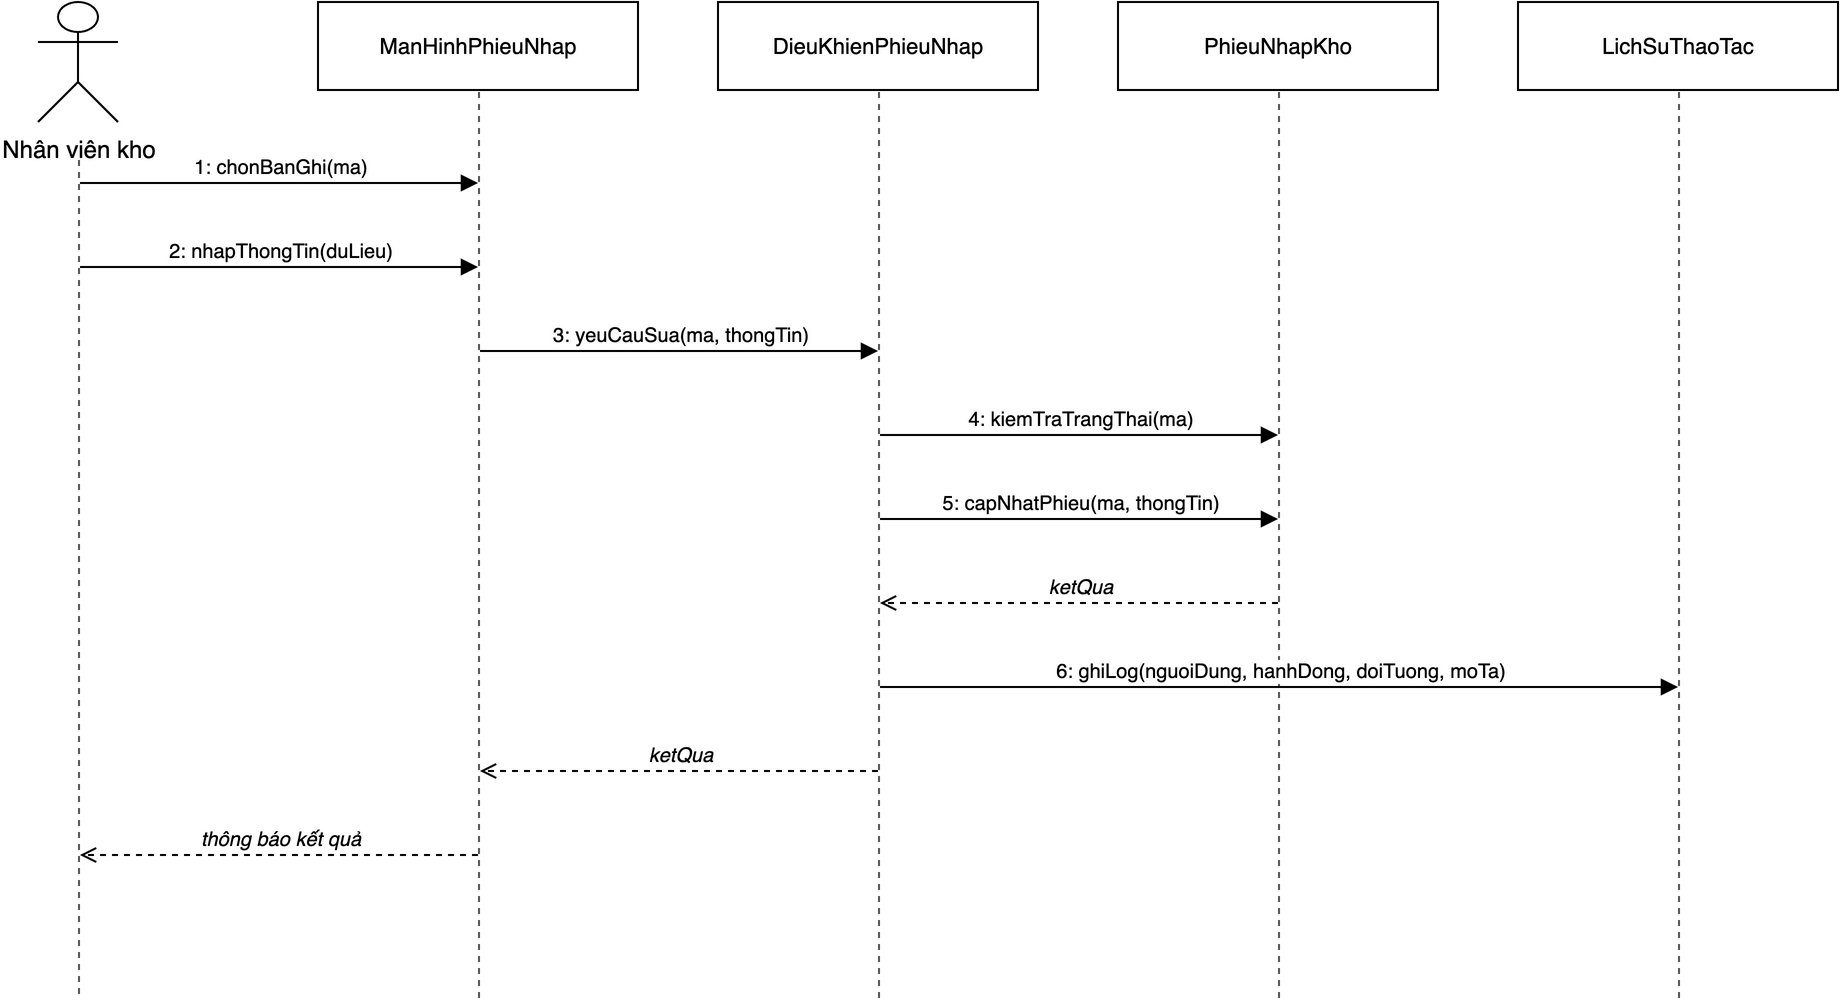 ManHinhPhieuNhap
DieuKhienPhieuNhap
PhieuNhapKho
LichSuThaoTac
Nhân viên kho
1: chonBanGhi(ma)
2: nhapThongTin(duLieu)
3: yeuCauSua(ma, thongTin)
4: kiemTraTrangThai(ma)
5: capNhatPhieu(ma, thongTin)
ketQua
6: ghiLog(nguoiDung, hanhDong, doiTuong, moTa)
ketQua
thông báo kết quả